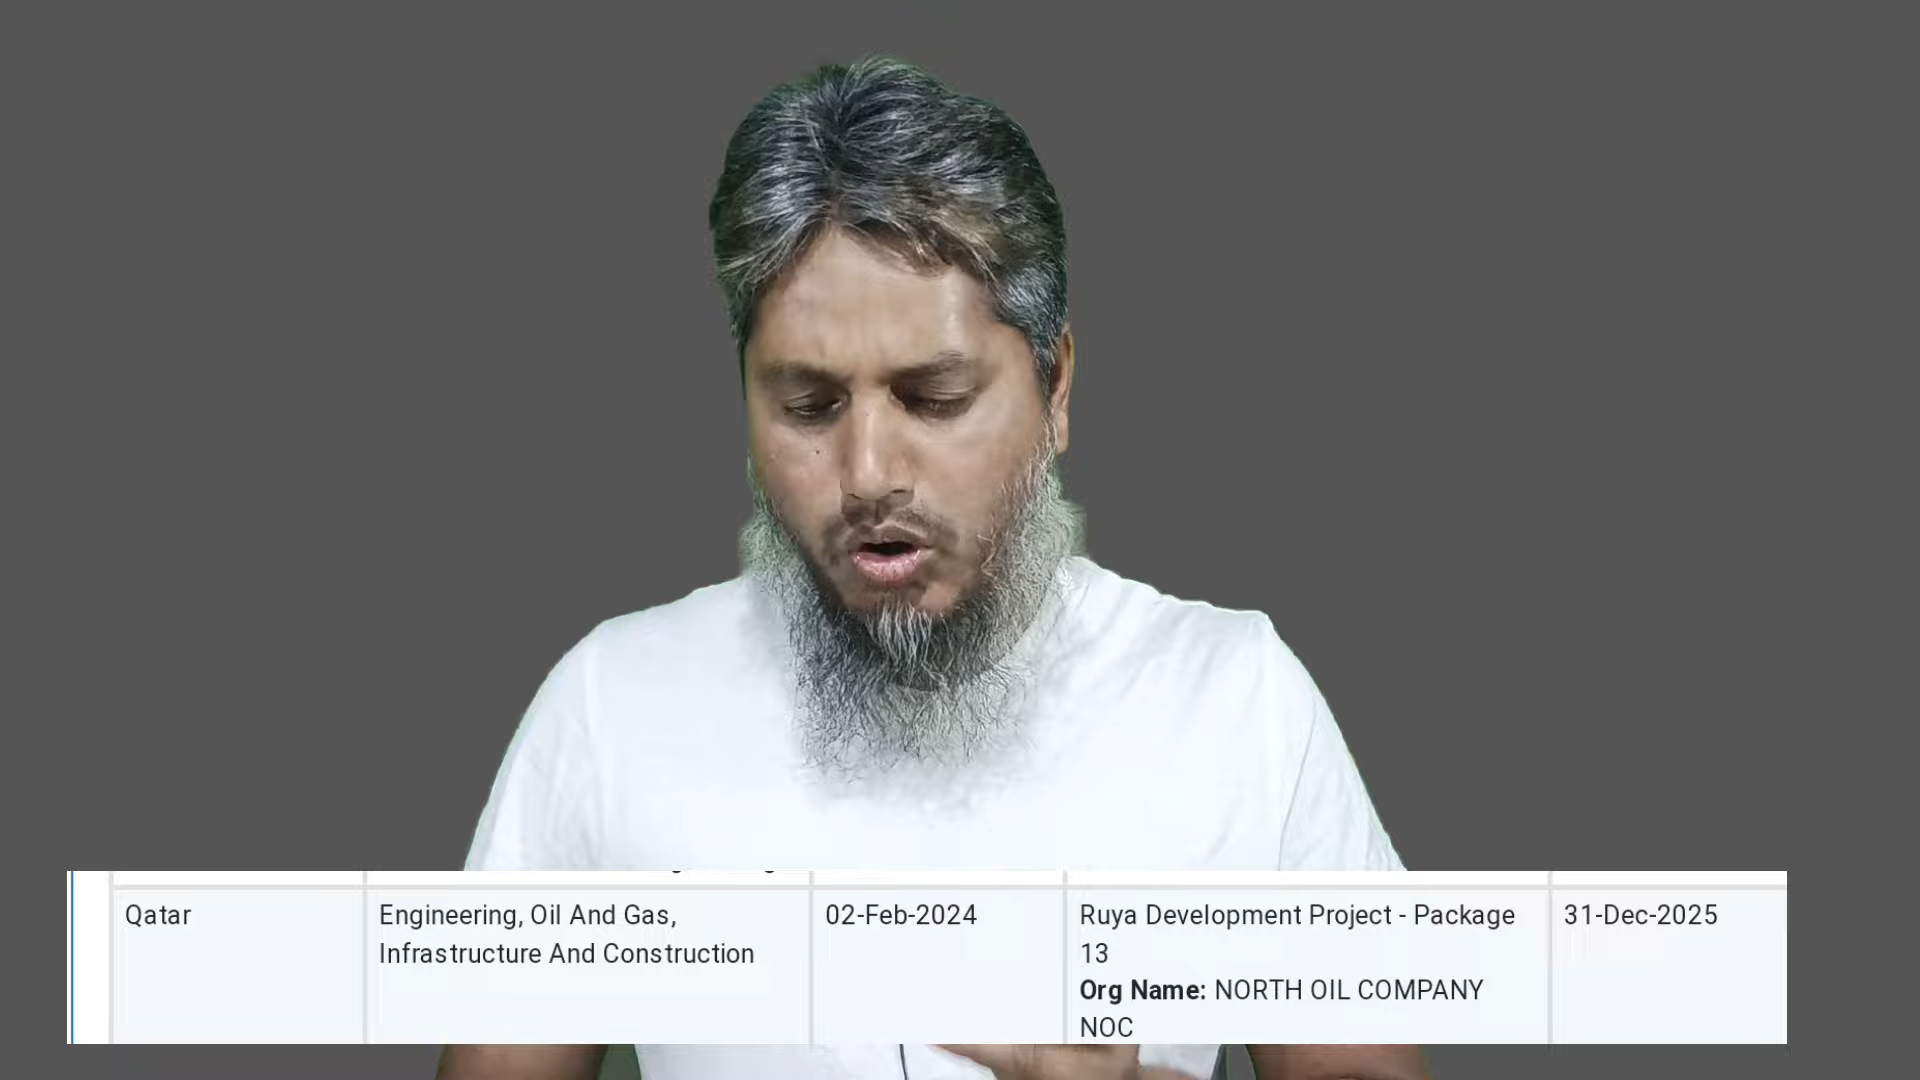 Qatar
Engineering, Oil And Gas,
Infrastructure And Construction
02-Feb-2024
Ruya Development Project - Package
13
Org Name: NORTH OIL COMPANY
NOC
31-Dec-2025